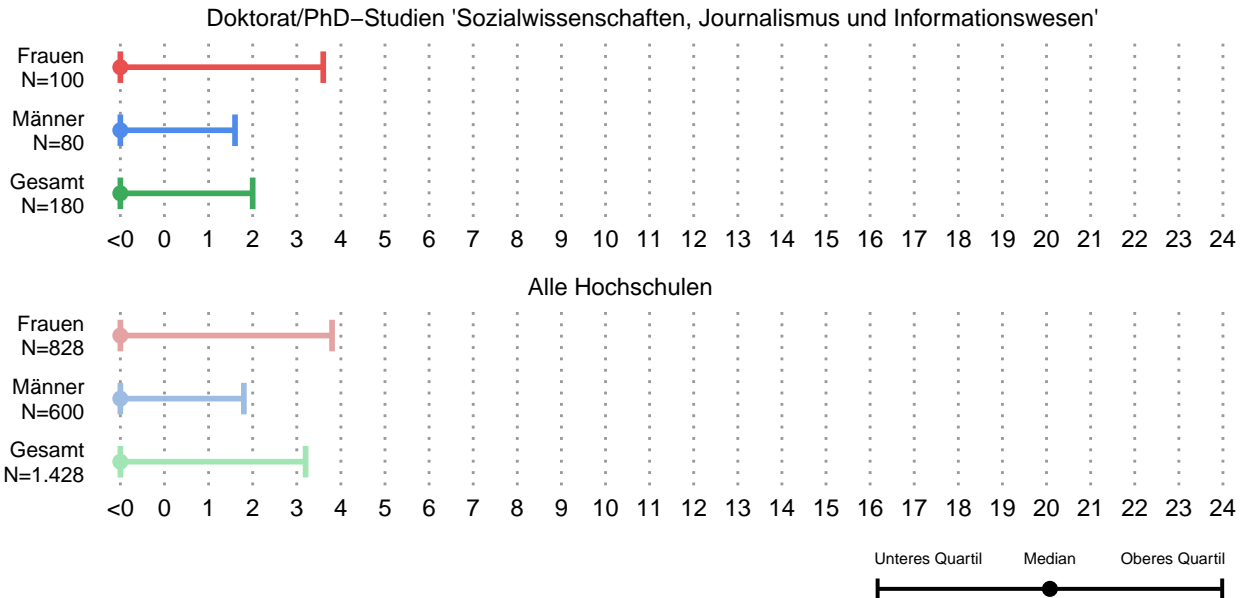 Doktorat/PhD−Studien 'Sozialwissenschaften, Journalismus und Informationswesen'
Frauen
N=100
Männer
N=80
Gesamt
N=180
<0 0 1 2 3 4 5 6 7 8 9 10 11 12 13 14 15 16 17 18 19 20 21 22 23 24
Alle Hochschulen
Frauen
N=828
Männer
N=600
Gesamt
N=1.428
<0 0 1 2 3 4 5 6 7 8 9 10 11 12 13 14 15 16 17 18 19 20 21 22 23 24
Unteres Quartil Median Oberes Quartil